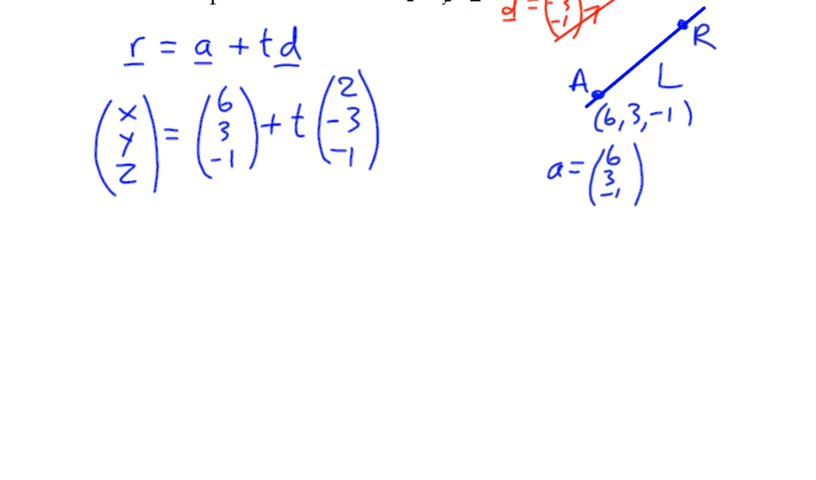 r = a + td
(x y z) = (6 3 -1) + t (2 -3 -1)
d =
R
A
L
(6, 3, -1)
a = (6 3 -1)